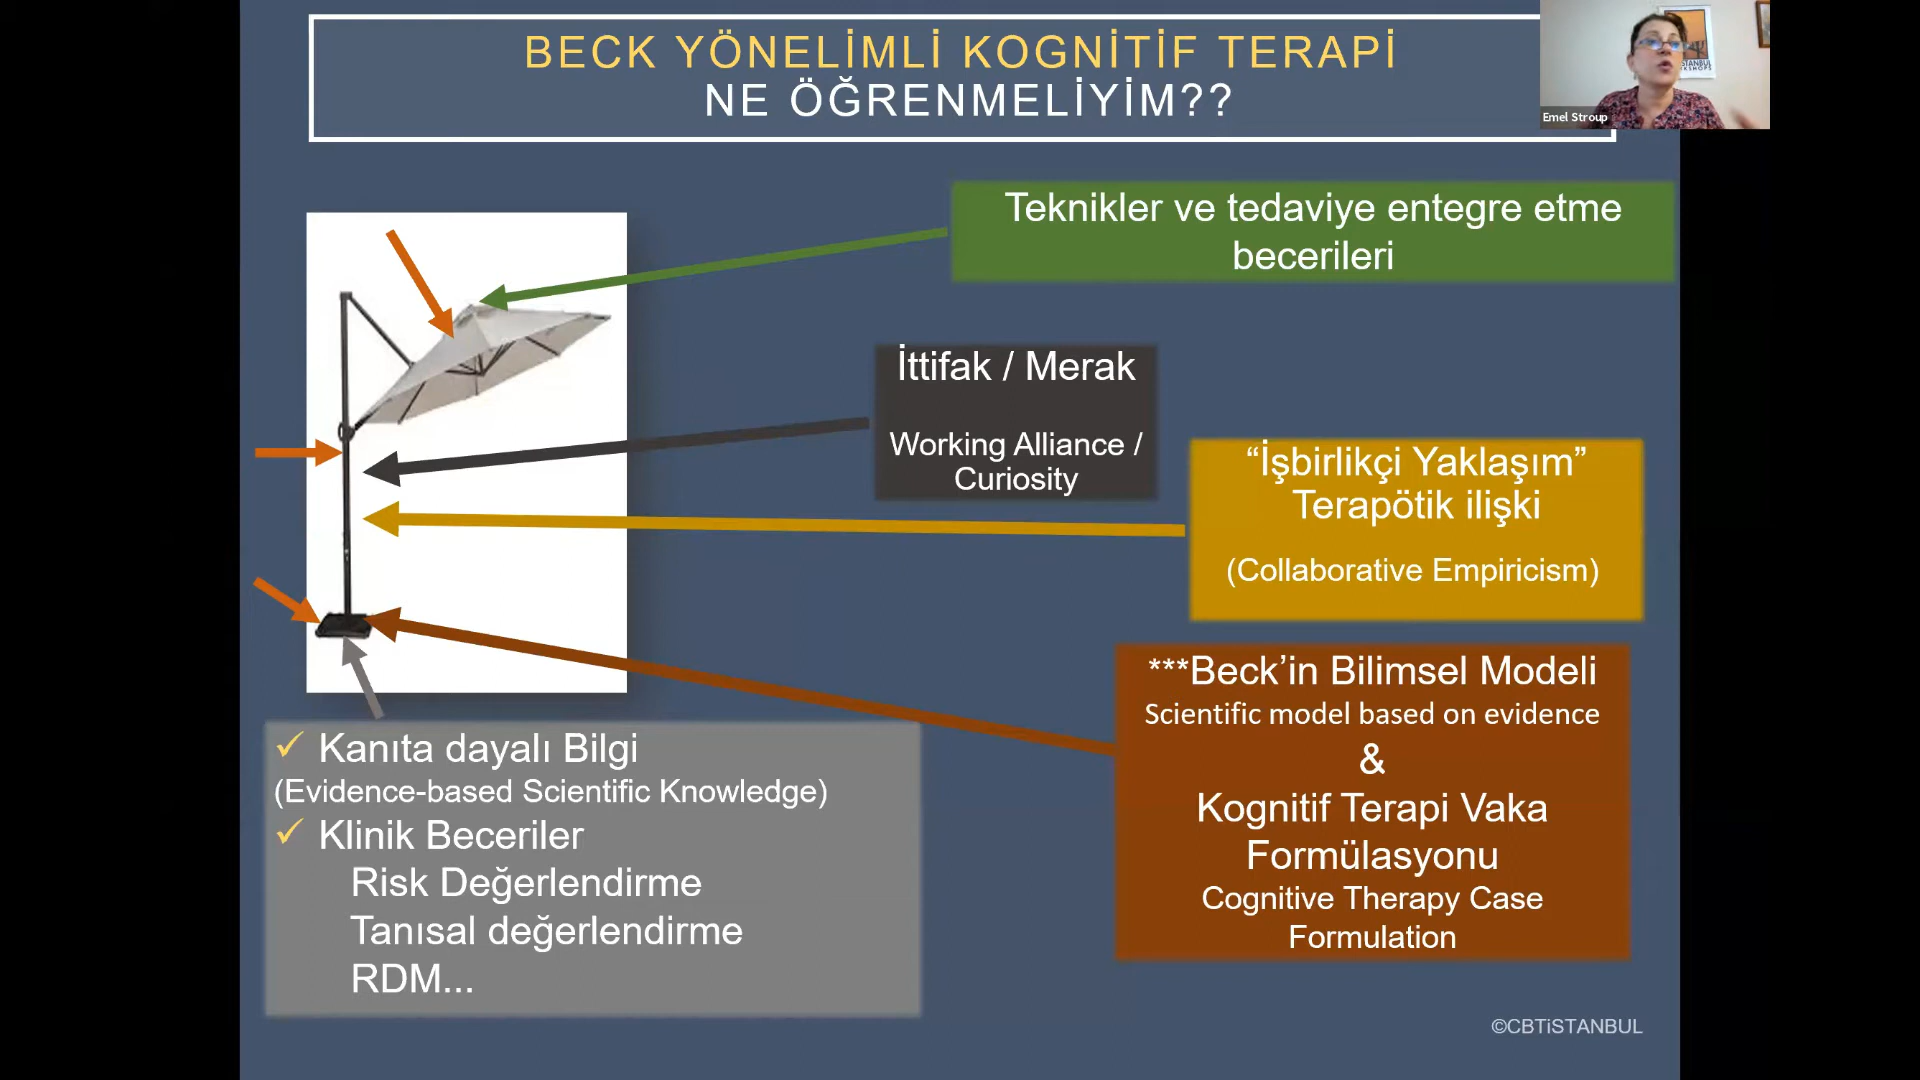 BECK YÖNELİMLİ KOGNİTİF TERAPİ
NE ÖĞRENMELİYİM??
Emel Stroup
Teknikler ve tedaviye entegre etme
becerileri
İttifak / Merak
Working Alliance /
Curiosity
“İşbirlikçi Yaklaşım”
Terapötik ilişki
(Collaborative Empiricism)
***Beck’in Bilimsel Modeli
Scientific model based on evidence
&
Kognitif Terapi Vaka
Formülasyonu
Cognitive Therapy Case
Formulation
✓ Kanıta dayalı Bilgi
(Evidence-based Scientific Knowledge)
✓ Klinik Beceriler
Risk Değerlendirme
Tanısal değerlendirme
RDM...
©CBTiSTANBUL